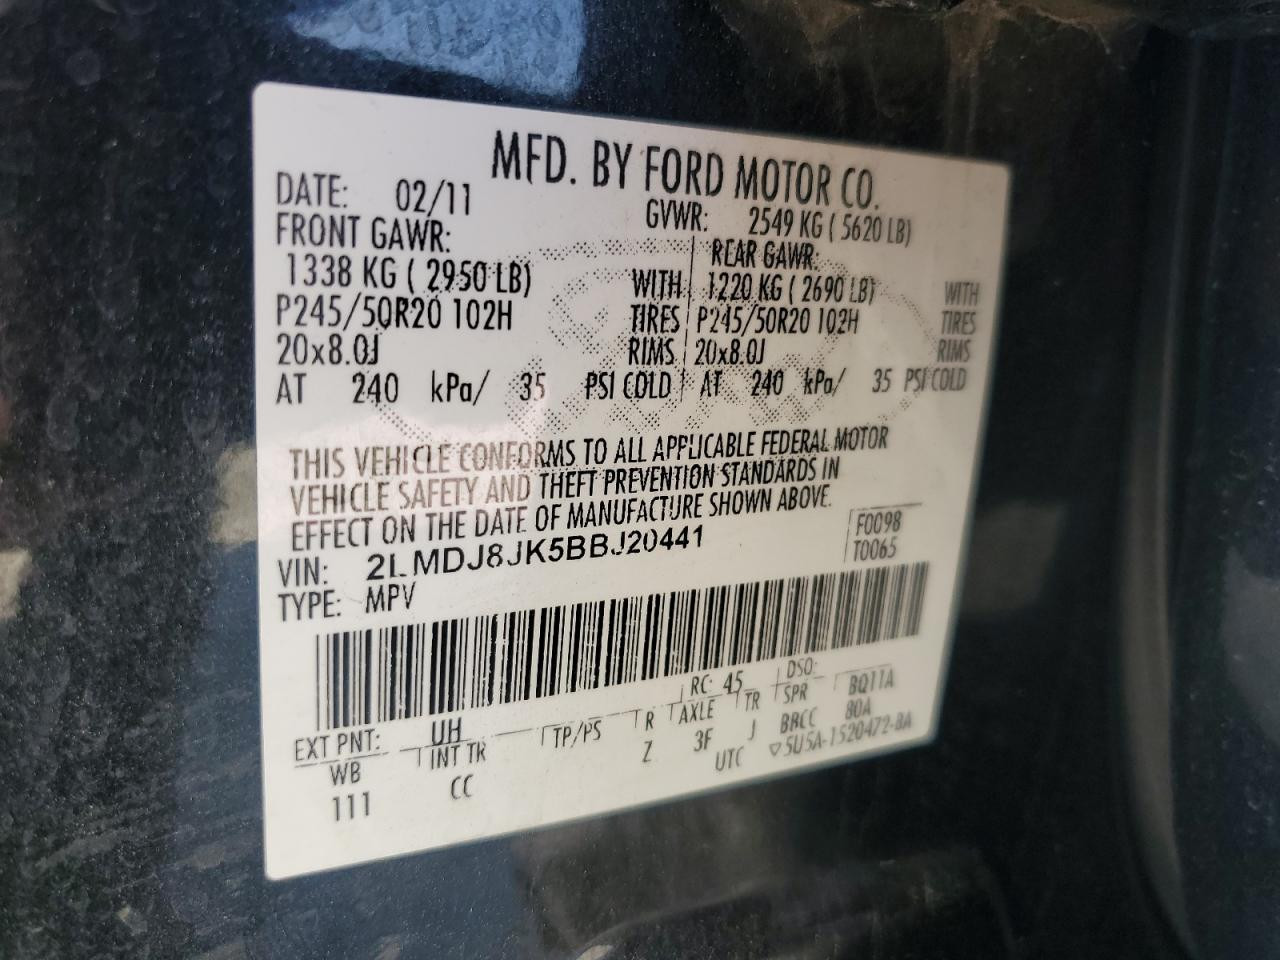 MFD. BY FORD MOTOR CO.
DATE: 02/11 GVWR: 2549 KG ( 5620 LB)
FRONT GAWR: REAR GAWR:
1338 KG ( 2950 LB) WITH 1220 KG ( 2690 LB) WITH
P245/50R20 102H TIRES P245/50R20 102H TIRES
20x8.0J RIMS 20x8.0J RIMS
AT 240 kPa/ 35 PSI COLD AT 240 kPa/ 35 PSI COLD
THIS VEHICLE CONFORMS TO ALL APPLICABLE FEDERAL MOTOR
VEHICLE SAFETY AND THEFT PREVENTION STANDARDS IN
EFFECT ON THE DATE OF MANUFACTURE SHOWN ABOVE.
VIN: 2LMDJ8JK5BBJ20441 F0098
TYPE: MPV T0065
EXT PNT: UH RC: 45 DSO:
WB INT TR TP/PS R AXLE TR SPR BQ11A
111 CC Z 3F J BBCC 80A
UTC ▽5U5A-1520472-BA